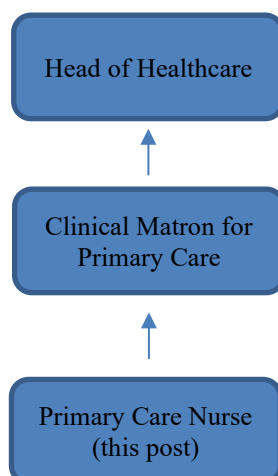 Head of Healthcare
Clinical Matron for
Primary Care
Primary Care Nurse
(this post)